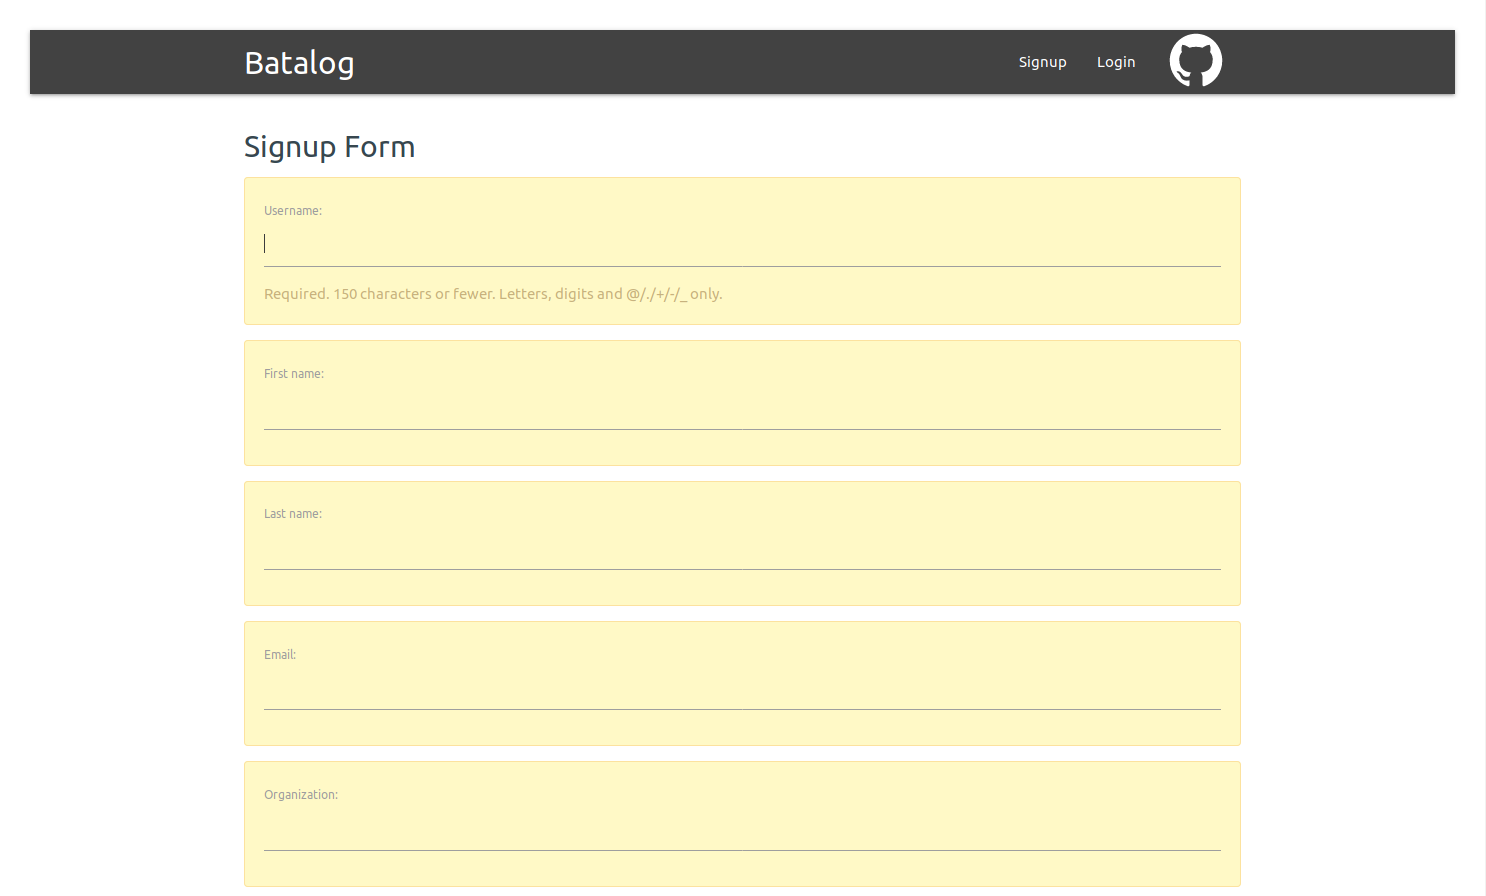 Batalog
Signup Login
Signup Form
Username:
Required. 150 characters or fewer. Letters, digits and @/./+/-/_ only.
First name:
Last name:
Email:
Organization: